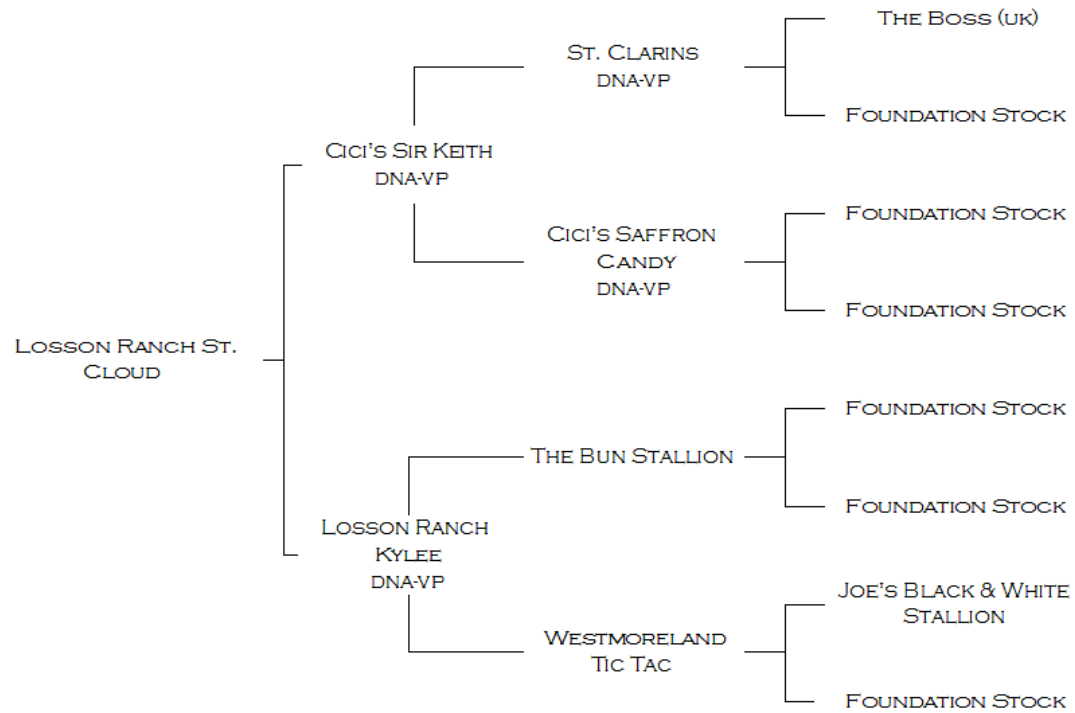 The Boss (UK)
St. Clarins
DNA-VP
Foundation Stock
Cici's Sir Keith
DNA-VP
Foundation Stock
Cici's Saffron
Candy
DNA-VP
Foundation Stock
Losson Ranch St.
Cloud
Foundation Stock
The Bun Stallion
Foundation Stock
Losson Ranch
Kylee
DNA-VP
Joe's Black & White
Stallion
Westmoreland
Tic Tac
Foundation Stock